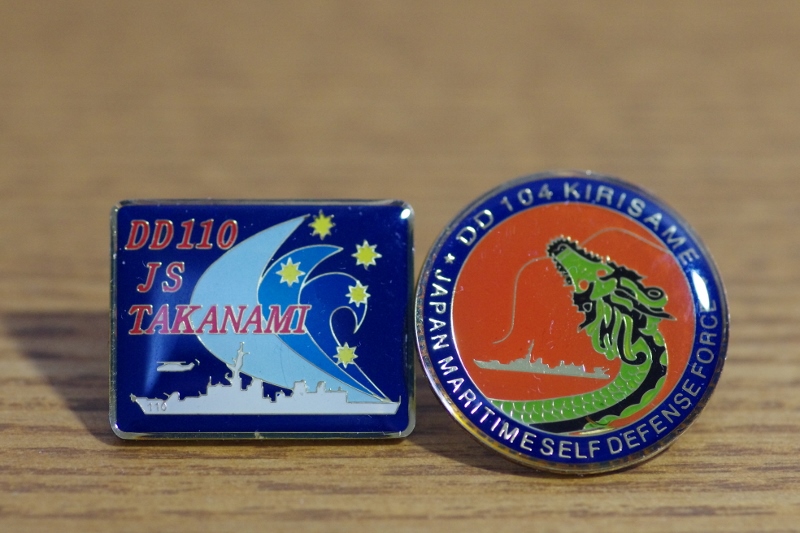 DD110
JS
TAKANAMI
110
DD 104 KIRISAME
★ JAPAN MARITIME SELF DEFENSE.FORCE